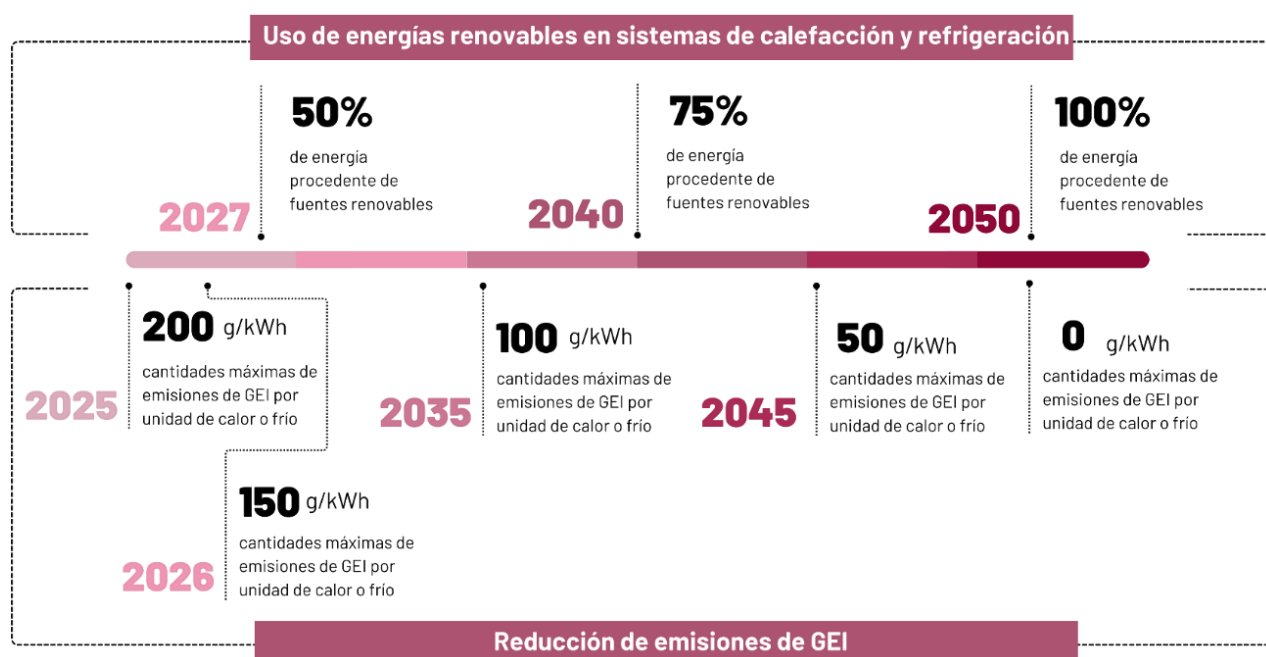 Uso de energías renovables en sistemas de calefacción y refrigeración
2027
50%
de energía
procedente de
fuentes renovables
2040
75%
de energía
procedente de
fuentes renovables
2050
100%
de energía
procedente de
fuentes renovables
2025
200 g/kWh
cantidades máximas de
emisiones de GEI por
unidad de calor o frío
2026
150 g/kWh
cantidades máximas de
emisiones de GEI por
unidad de calor o frío
2035
100 g/kWh
cantidades máximas de
emisiones de GEI por
unidad de calor o frío
2045
50 g/kWh
cantidades máximas de
emisiones de GEI por
unidad de calor o frío
0 g/kWh
cantidades máximas de
emisiones de GEI por
unidad de calor o frío
Reducción de emisiones de GEI